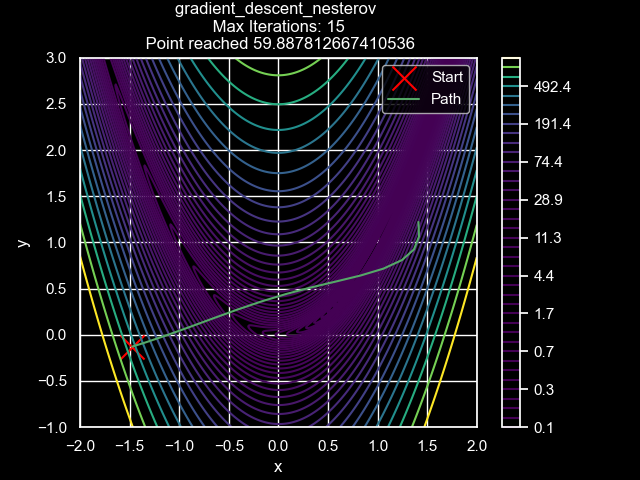 gradient_descent_nesterov
Max Iterations: 15
Point reached 59.887812667410536
Start
Path
3.0
2.5
2.0
1.5
1.0
0.5
0.0
−0.5
−1.0
y
−2.0 −1.5 −1.0 −0.5 0.0 0.5 1.0 1.5 2.0
x
492.4
191.4
74.4
28.9
11.3
4.4
1.7
0.7
0.3
0.1